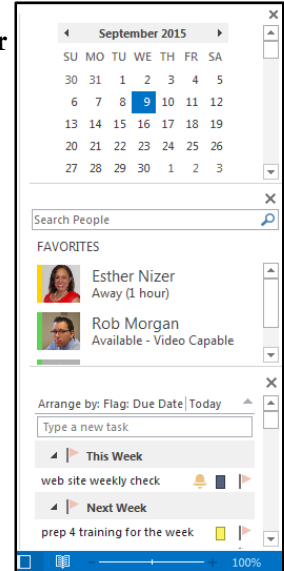 r
September 2015
SU MO TU WE TH FR SA
30 31 1 2 3 4 5
6 7 8 9 10 11 12
13 14 15 16 17 18 19
20 21 22 23 24 25 26
27 28 29 30 1 2 3
Search People
FAVORITES
Esther Nizer
Away (1 hour)
Rob Morgan
Available - Video Capable
Arrange by: Flag: Due Date Today
Type a new task
This Week
web site weekly check
Next Week
prep 4 training for the week
100%